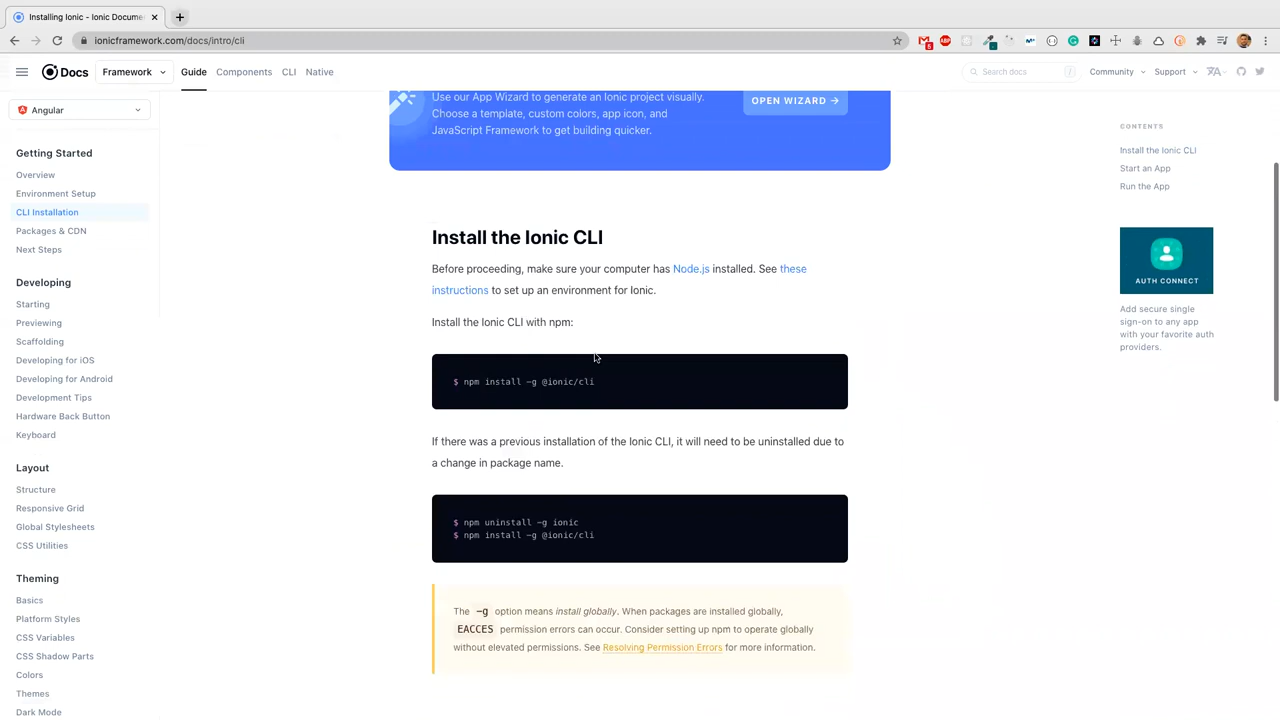 Installing Ionic - Ionic Docume
ionicframework.com/docs/intro/cli
5
Docs
Framework
Guide
Components
CLI
Native
Search docs
/
Community
Support
Angular
Getting Started
Overview
Environment Setup
CLI Installation
Packages & CDN
Next Steps
Developing
Starting
Previewing
Scaffolding
Developing for iOS
Developing for Android
Development Tips
Hardware Back Button
Keyboard
Layout
Structure
Responsive Grid
Global Stylesheets
CSS Utilities
Theming
Basics
Platform Styles
CSS Variables
CSS Shadow Parts
Colors
Themes
Dark Mode
Use our App Wizard to generate an Ionic project visually.
Choose a template, custom colors, app icon, and
JavaScript Framework to get building quicker.
OPEN WIZARD →
Install the Ionic CLI
Before proceeding, make sure your computer has Node.js installed. See these
instructions to set up an environment for Ionic.
Install the Ionic CLI with npm:
$ npm install -g @ionic/cli
If there was a previous installation of the Ionic CLI, it will need to be uninstalled due to
a change in package name.
$ npm uninstall -g ionic
$ npm install -g @ionic/cli
The -g option means install globally. When packages are installed globally,
EACCES permission errors can occur. Consider setting up npm to operate globally
without elevated permissions. See Resolving Permission Errors for more information.
CONTENTS
Install the Ionic CLI
Start an App
Run the App
AUTH CONNECT
Add secure single
sign-on to any app
with your favorite auth
providers.